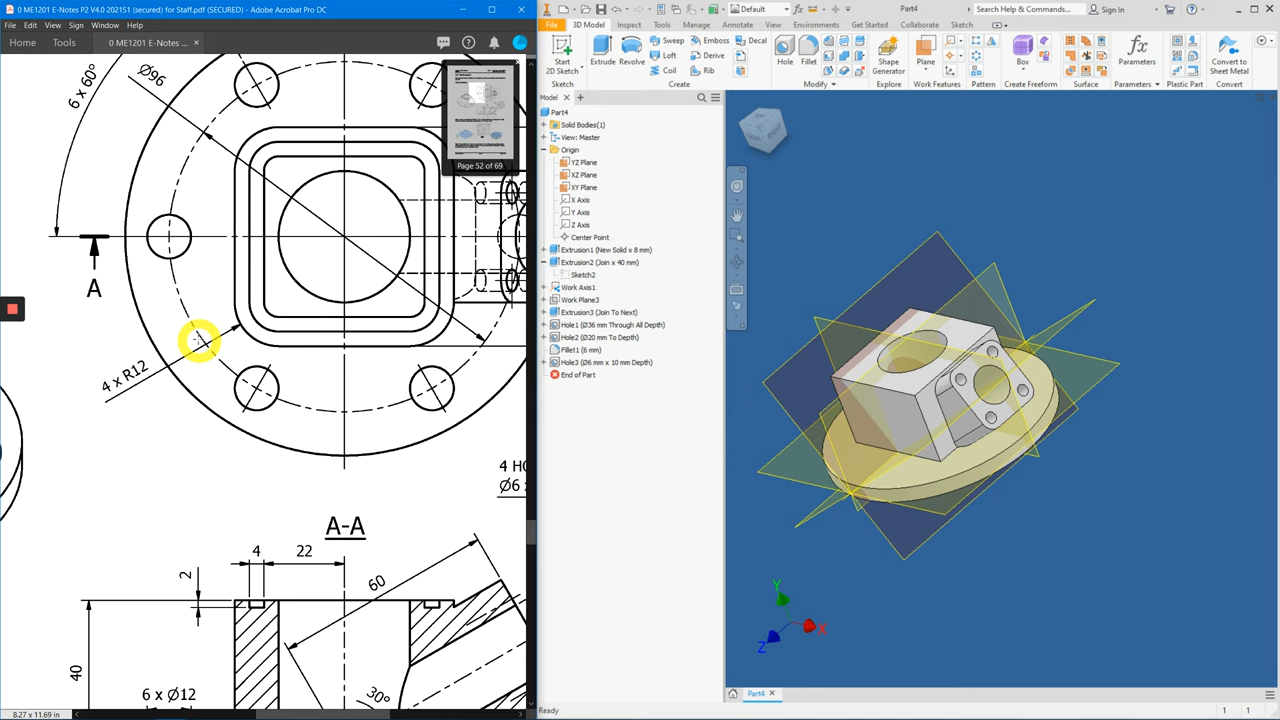 0 ME1201 E-Notes P2 V4.0 2021S1 (secured) for Staff.pdf (SECURED) - Adobe Acrobat Pro DC
File Edit View Sign Window Help
Tools
0 ME1201 E-Notes ...
Page 52 of 69
6 x 60°
Ø96
A
4 x R12
4 HO
Ø6
A-A
4
22
2
60
40
30°
6 x Ø12
8.27 x 11.69 in
Default
Part4
Search Help & Commands...
Sign In
File
3D Model
Sketch
Inspect
Tools
Manage
Annotate
View
Environments
Get Started
Collaborate
Sketch
Start
2D Sketch
Extrude
Revolve
Sweep
Loft
Coil
Emboss
Derive
Rib
Decal
Hole
Fillet
Shape
Generator
Plane
Box
Parameters
Convert to
Sheet Metal
Sketch
Create
Modify
Explore
Work Features
Pattern
Create Freeform
Surface
Parameters
Plastic Part
Convert
Model
Part4
Solid Bodies(1)
View: Master
Origin
YZ Plane
XZ Plane
XY Plane
X Axis
Y Axis
Z Axis
Center Point
Extrusion1 (New Solid x 8 mm)
Extrusion2 (Join x 40 mm)
Sketch2
Work Axis1
Work Plane3
Extrusion3 (Join To Next)
Hole1 (Ø36 mm Through All Depth)
Hole2 (Ø20 mm To Depth)
Fillet1 (6 mm)
Hole3 (Ø6 mm x 10 mm Depth)
End of Part
Y
X
Z
Part4
Ready
1 1